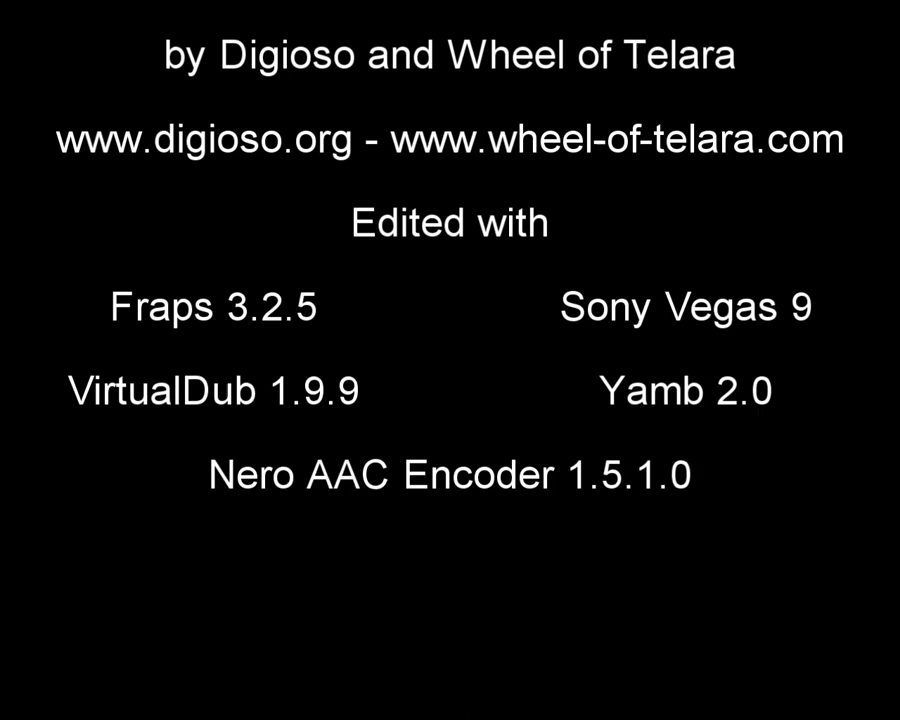 by Digioso and Wheel of Telara
www.digioso.org - www.wheel-of-telara.com
Edited with
Fraps 3.2.5 Sony Vegas 9
VirtualDub 1.9.9 Yamb 2.0
Nero AAC Encoder 1.5.1.0